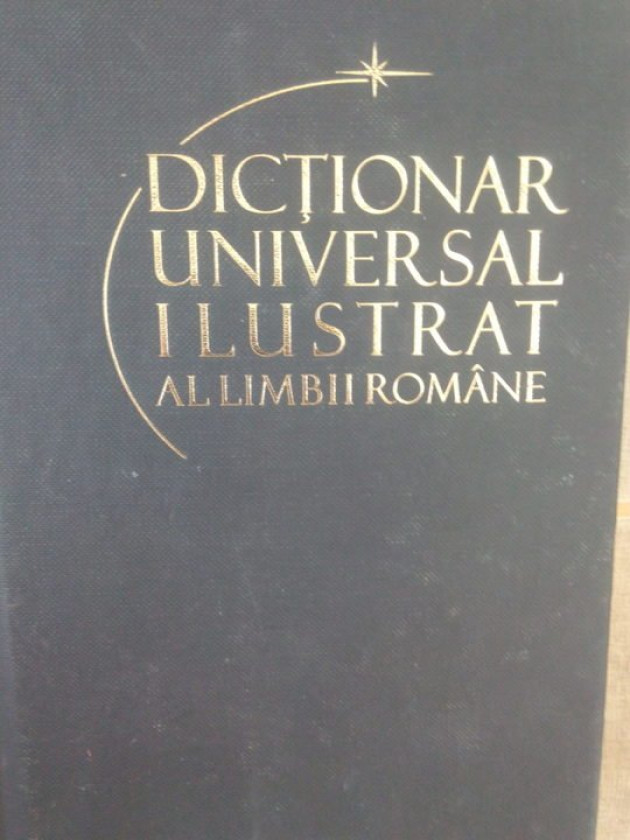 DICȚIONAR
UNIVERSAL
ILUSTRAT
AL LIMBII ROMÂNE